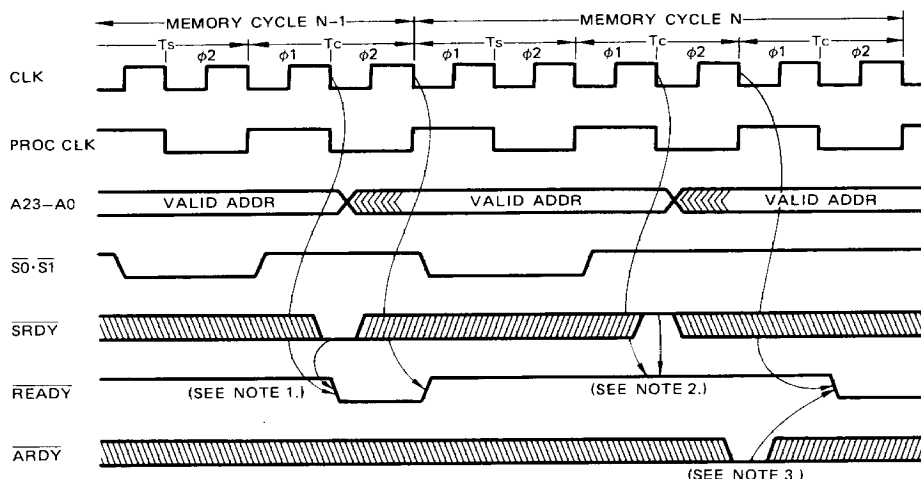 MEMORY CYCLE N-1 MEMORY CYCLE N
Ts Tc Ts Tc Tc
φ2 φ1 φ2 φ1 φ2 φ1 φ2 φ1 φ2
CLK
PROC CLK
A23–A0 VALID ADDR VALID ADDR VALID ADDR
S0·S1
SRDY
READY (SEE NOTE 1.) (SEE NOTE 2.)
ARDY
(SEE NOTE 3.)